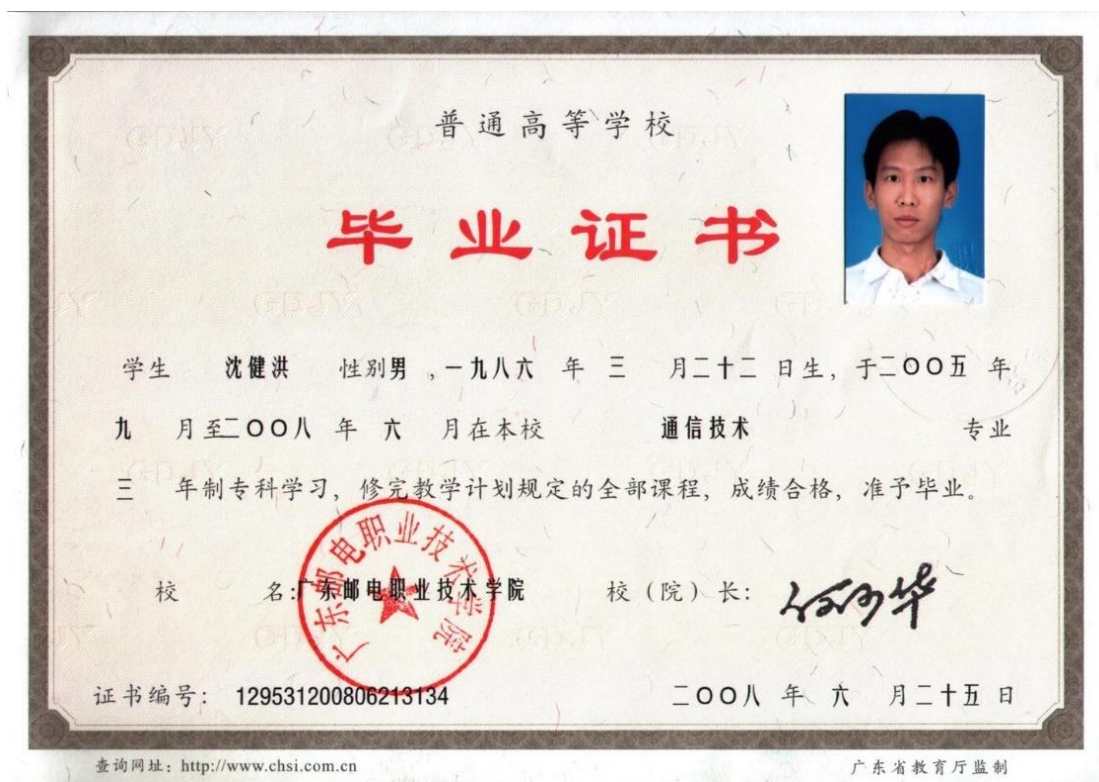 普通高等学校
毕业证书
学生 沈健洪 性别男,一九八六 年 三 月二十二 日生,于二〇〇五 年
九 月至二〇〇八 年 六 月在本校 通信技术 专业
三 年制专科学习,修完教学计划规定的全部课程,成绩合格,准予毕业。
广东邮电职业技术学院
校 名:广东邮电职业技术学院 校(院)长:
证书编号: 129531200806213134 二〇〇八 年 六 月二十五 日
查询网址:http://www.chsi.com.cn 广东省教育厅监制